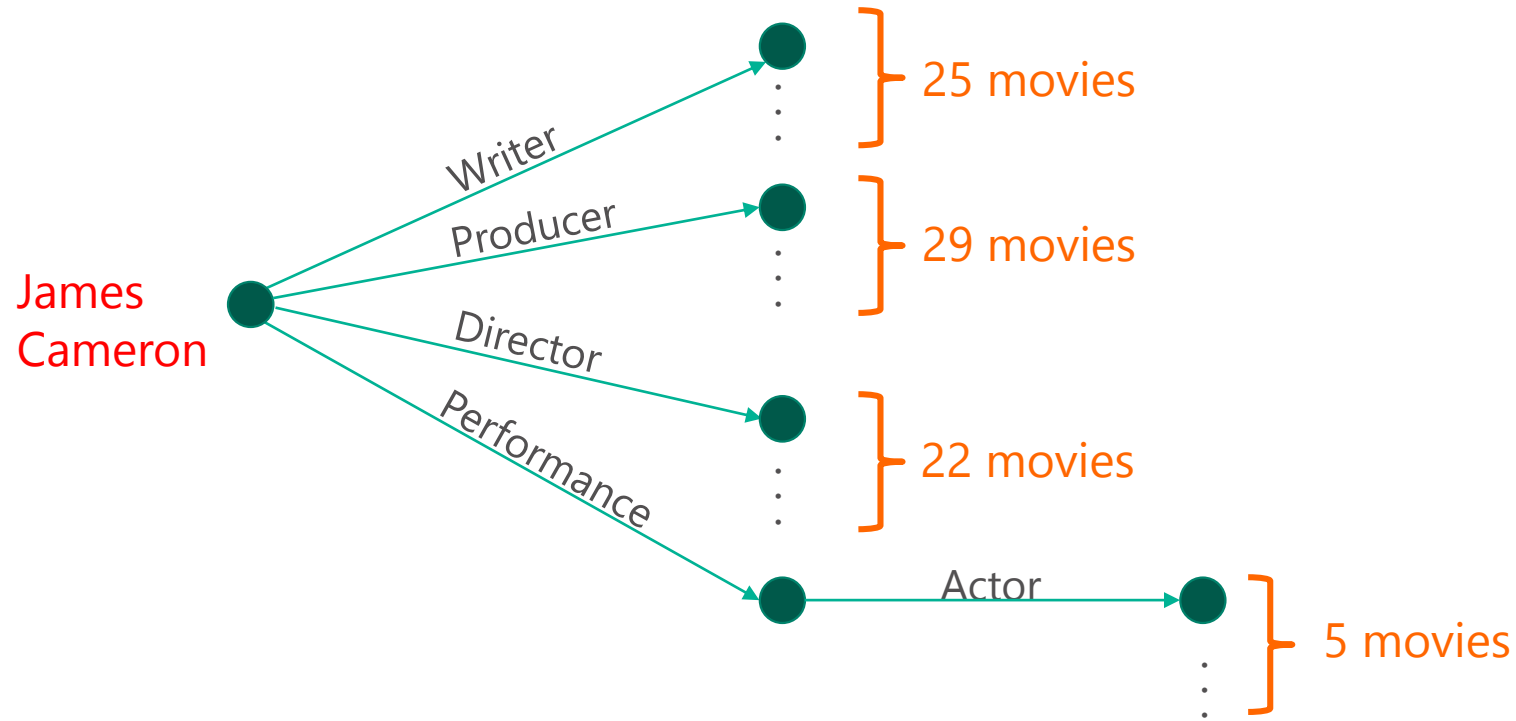 25 movies
Writer
Producer
29 movies
James
Cameron
Director
Performance
22 movies
Actor
5 movies